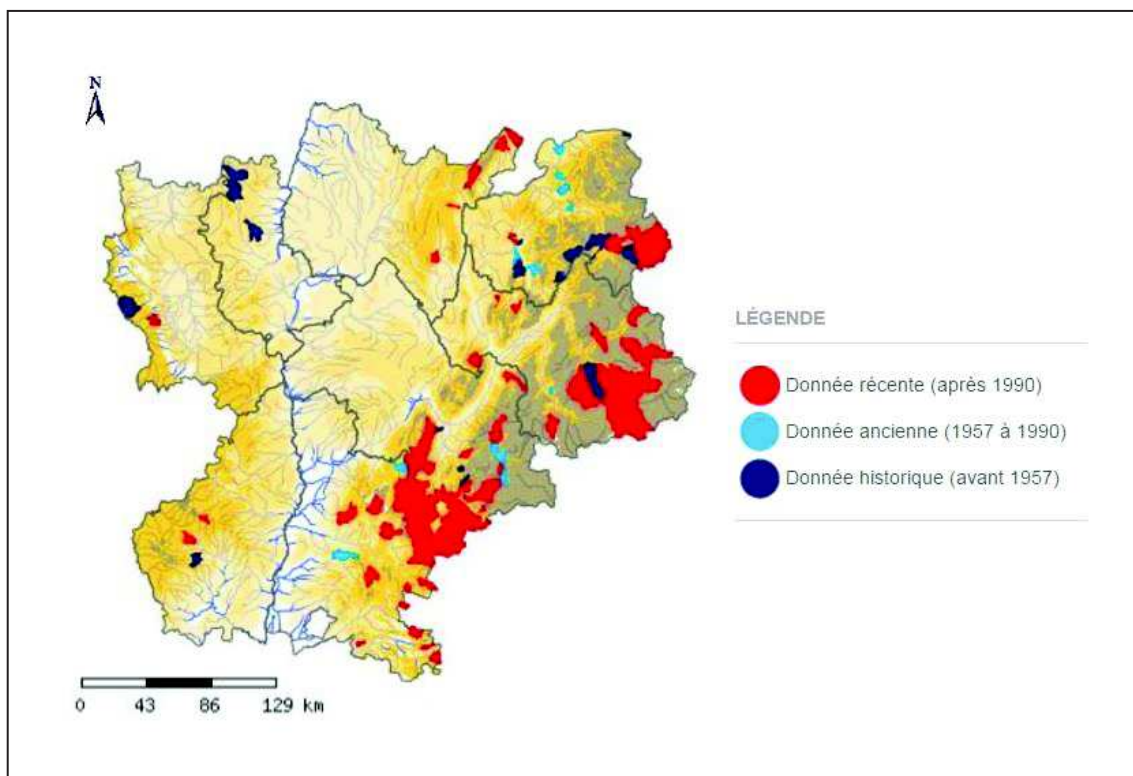 N
LÉGENDE
Donnée récente (après 1990)
Donnée ancienne (1957 à 1990)
Donnée historique (avant 1957)
0 43 86 129 km